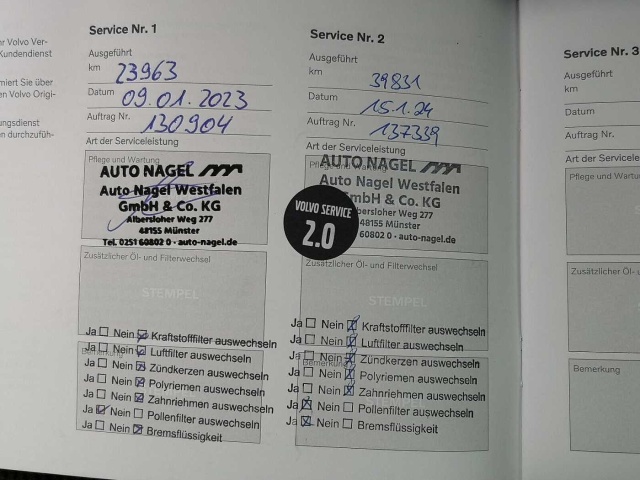 r Volvo Ver-
Kundendienst
miert Sie über
en Volvo Origi-
ngsdienst
n durchzufüh-
Service Nr. 1
Ausgeführt
km 23963
Datum 09.01.2023
Auftrag Nr. 130904
Art der Serviceleistung
Pflege und Wartung
AUTO NAGEL
Auto Nagel Westfalen
GmbH & Co. KG
Albersloher Weg 277
48155 Münster
Tel. 0251 60802 0 - auto-nagel.de
Zusätzlicher Öl- und Filterwechsel
STEMPEL
Ja Nein Kraftstofffilter auswechseln
Ja Nein Luftfilter auswechseln
Ja Nein Zündkerzen auswechseln
Ja Nein Polyriemen auswechseln
Ja Nein Zahnriehmen auswechseln
Ja Nein Pollenfilter auswechseln
Ja Nein Bremsflüssigkeit
Service Nr. 2
Ausgeführt
km 39831
Datum 15.1.24
Auftrag Nr. 137339
Art der Serviceleistung
AUTO NAGEL
Auto Nagel Westfalen
GmbH & Co. KG
lbersloher Weg 277
48155 Münster
60802 0 - auto-nagel.de
VOLVO SERVICE
2.0
Zusätzlicher Öl- und Filterwechsel
STEMPEL
Ja Nein Kraftstofffilter auswechseln
Ja Nein Luftfilter auswechseln
Ja Nein Zündkerzen auswechseln
Ja Nein Polyriemen auswechseln
Ja Nein Zahnriehmen auswechseln
Ja Nein Pollenfilter auswechseln
Ja Nein Bremsflüssigkeit
Service Nr. 3
Ausgeführt
km
Datum
Auftrag Nr.
Art der Serviceleis
Pflege und Wartu
Zusätzlicher Öl- u
Bemerkung